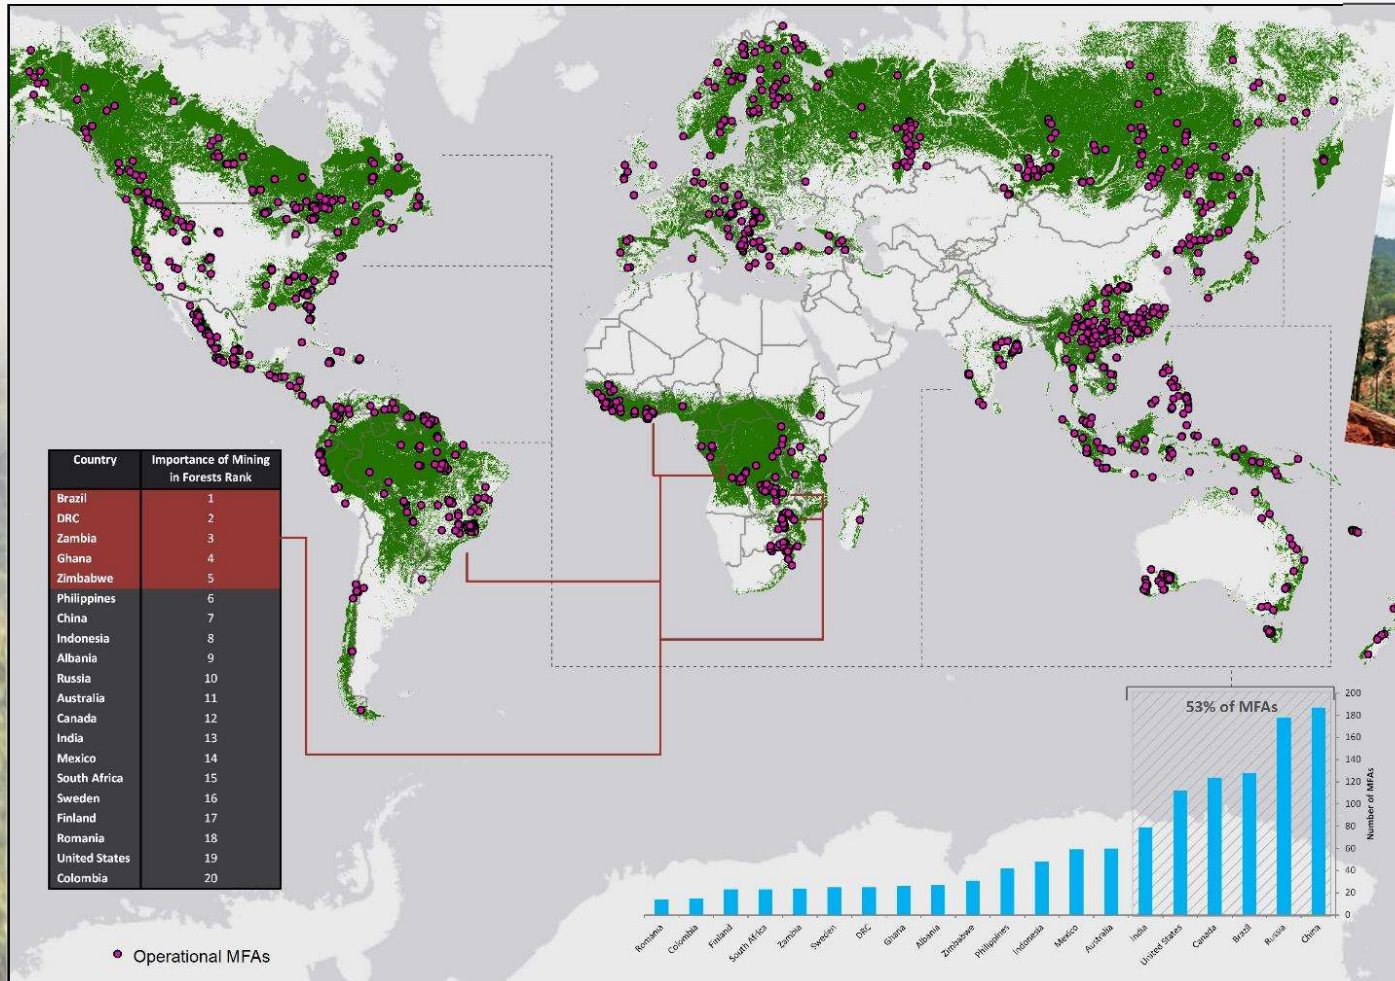 Country Importance of Mining
in Forests Rank
Brazil 1
DRC 2
Zambia 3
Ghana 4
Zimbabwe 5
Philippines 6
China 7
Indonesia 8
Albania 9
Russia 10
Australia 11
Canada 12
India 13
Mexico 14
South Africa 15
Sweden 16
Finland 17
Romania 18
United States 19
Colombia 20
Operational MFAs
53% of MFAs
200
180
160
140
120
100
80
60
40
20
0
Number of MFAs
Romania
Colombia
Finland
South Africa
Zambia
Sweden
DRC
Ghana
Albania
Zimbabwe
Philippines
Indonesia
Mexico
Australia
India
United States
Canada
Brazil
Russia
China